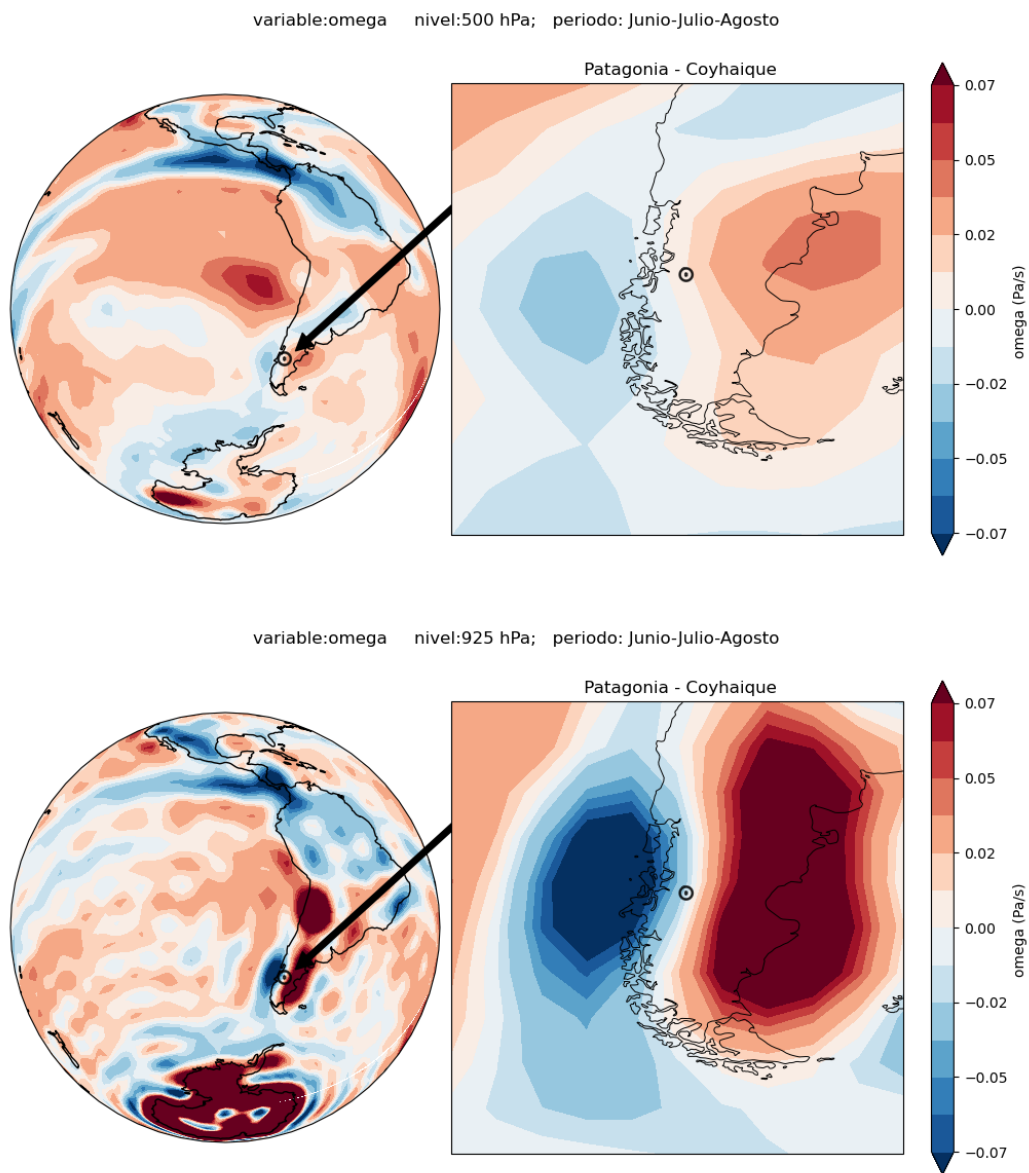 variable:omega     nivel:500 hPa;   periodo: Junio-Julio-Agosto
Patagonia - Coyhaique
0.07
0.05
0.02
0.00
−0.02
−0.05
−0.07
omega (Pa/s)
variable:omega     nivel:925 hPa;   periodo: Junio-Julio-Agosto
Patagonia - Coyhaique
0.07
0.05
0.02
0.00
−0.02
−0.05
−0.07
omega (Pa/s)